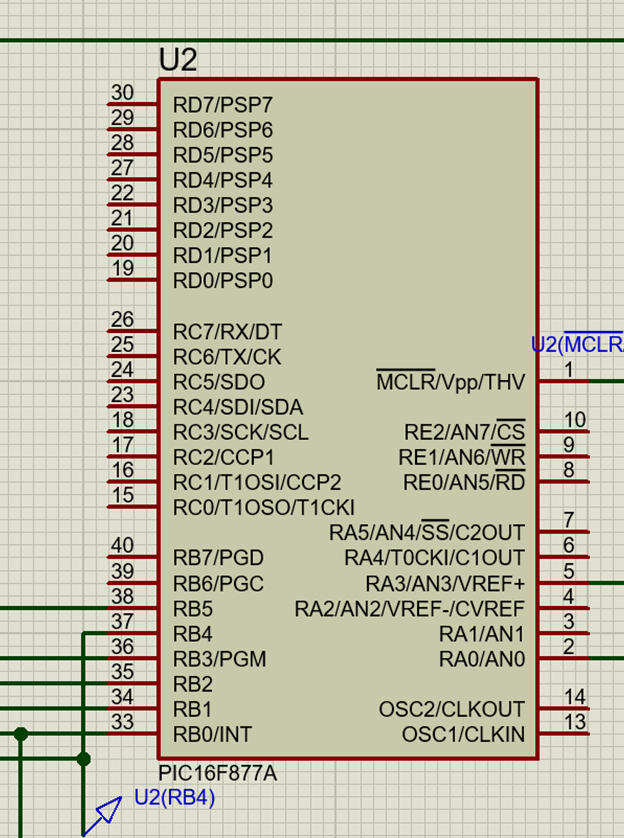 U2
30 RD7/PSP7
29 RD6/PSP6
28 RD5/PSP5
27 RD4/PSP4
22 RD3/PSP3
21 RD2/PSP2
20 RD1/PSP1
19 RD0/PSP0
26 RC7/RX/DT
25 RC6/TX/CK
24 RC5/SDO
23 RC4/SDI/SDA
18 RC3/SCK/SCL
17 RC2/CCP1
16 RC1/T1OSI/CCP2
15 RC0/T1OSO/T1CKI
40 RB7/PGD
39 RB6/PGC
38 RB5
37 RB4
36 RB3/PGM
35 RB2
34 RB1
33 RB0/INT
U2(MCLR
MCLR/Vpp/THV 1
RE2/AN7/CS 10
RE1/AN6/WR 9
RE0/AN5/RD 8
RA5/AN4/SS/C2OUT 7
RA4/T0CKI/C1OUT 6
RA3/AN3/VREF+ 5
RA2/AN2/VREF-/CVREF 4
RA1/AN1 3
RA0/AN0 2
OSC2/CLKOUT 14
OSC1/CLKIN 13
PIC16F877A
U2(RB4)